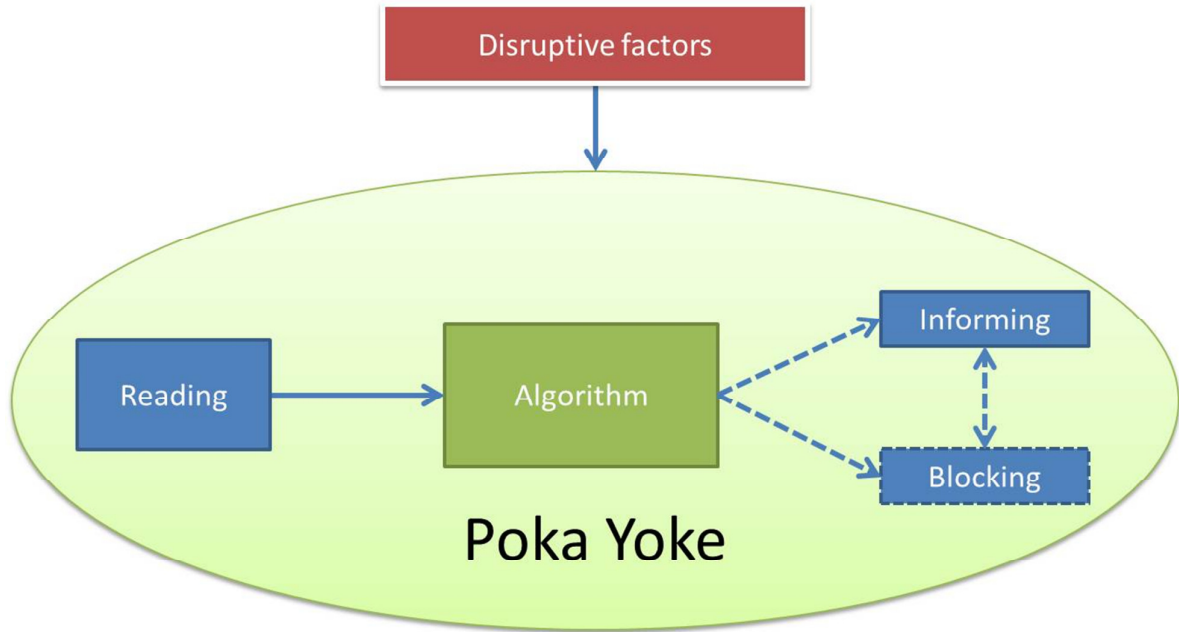 Disruptive factors
Informing
Reading
Algorithm
Blocking
Poka Yoke